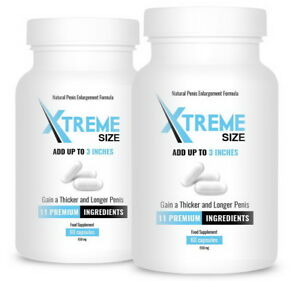 Natural Penis Enlargement Formula
XTREME
SIZE
ADD UP TO 3 INCHES
Gain a Thicker and Longer Penis
11 PREMIUM INGREDIENTS
Food Supplement
60 capsules
Natural Penis Enlargement Formula
XTREME
SIZE
ADD UP TO 3 INCHES
Gain a Thicker and Longer Penis
11 PREMIUM INGREDIENTS
Food Supplement
60 capsules